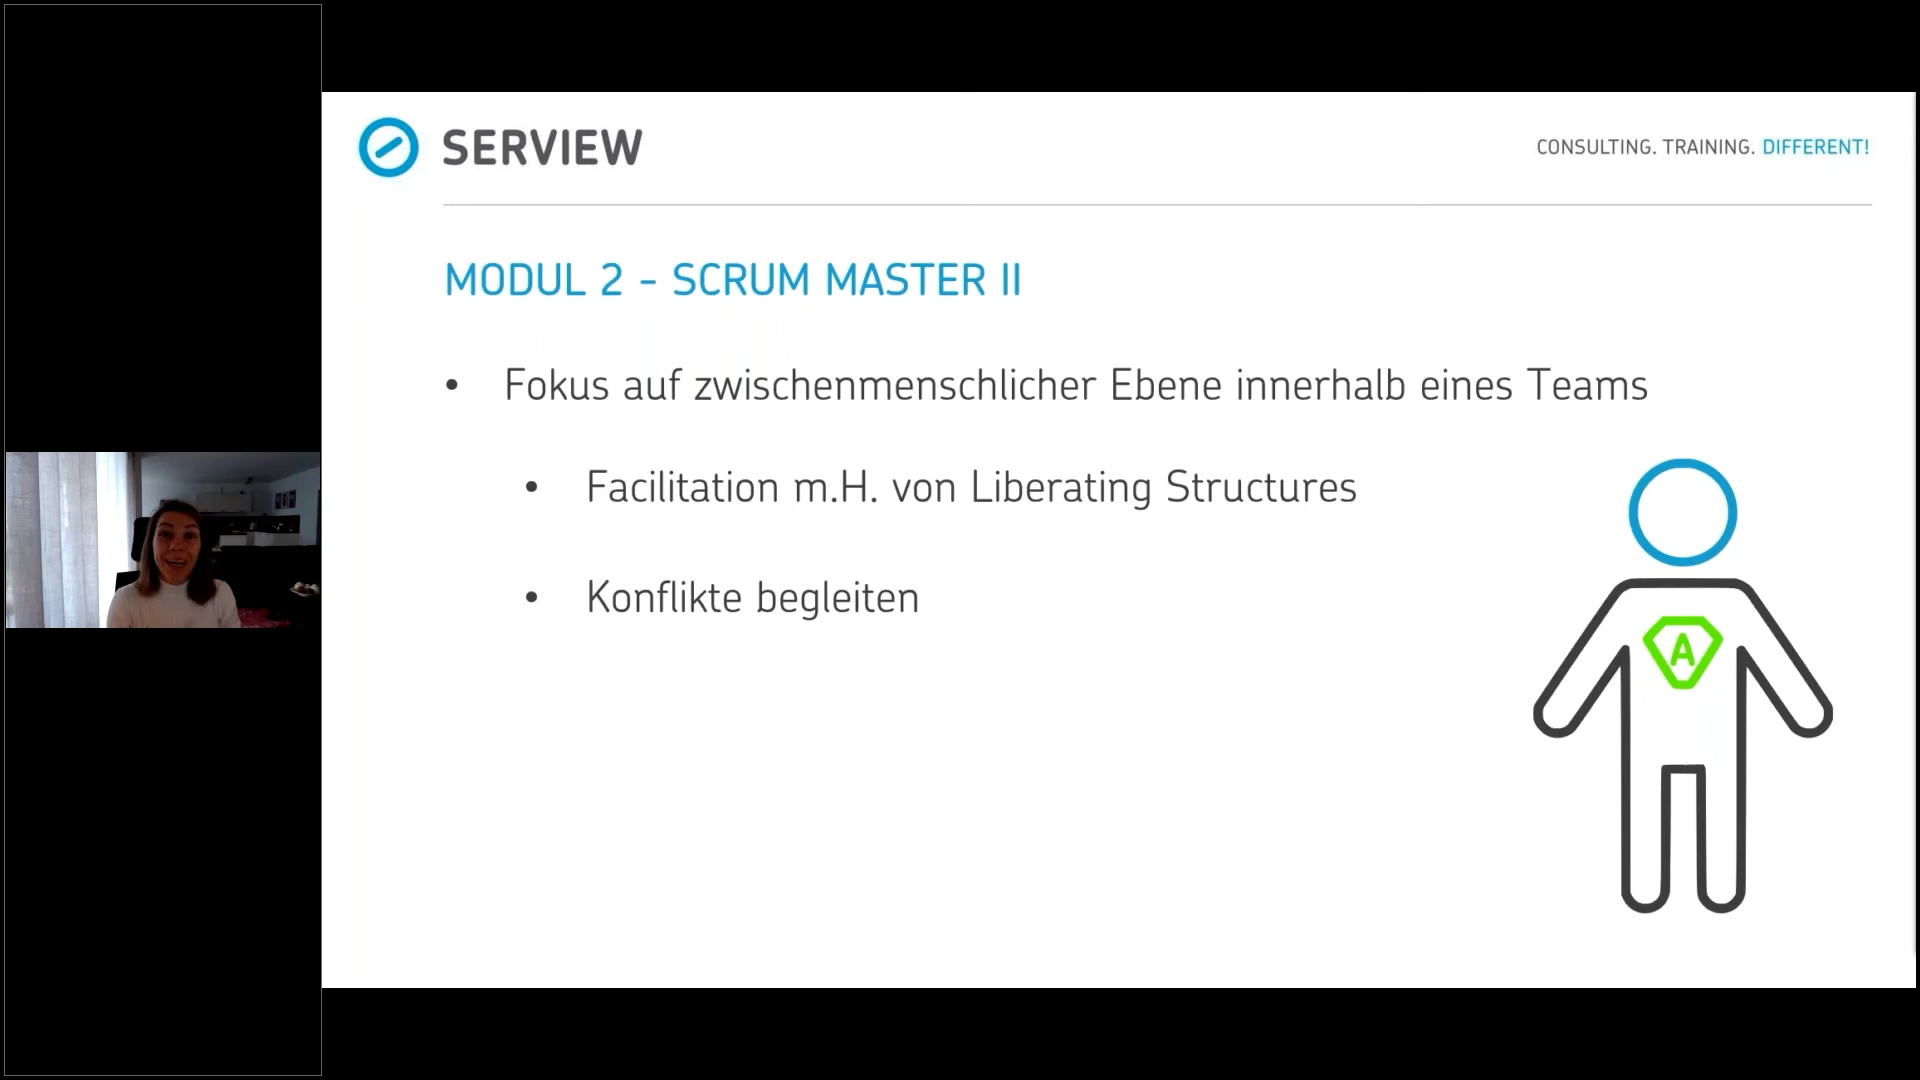 SERVIEW
CONSULTING. TRAINING. DIFFERENT!
MODUL 2 - SCRUM MASTER II
• Fokus auf zwischenmenschlicher Ebene innerhalb eines Teams
• Facilitation m.H. von Liberating Structures
• Konflikte begleiten
A